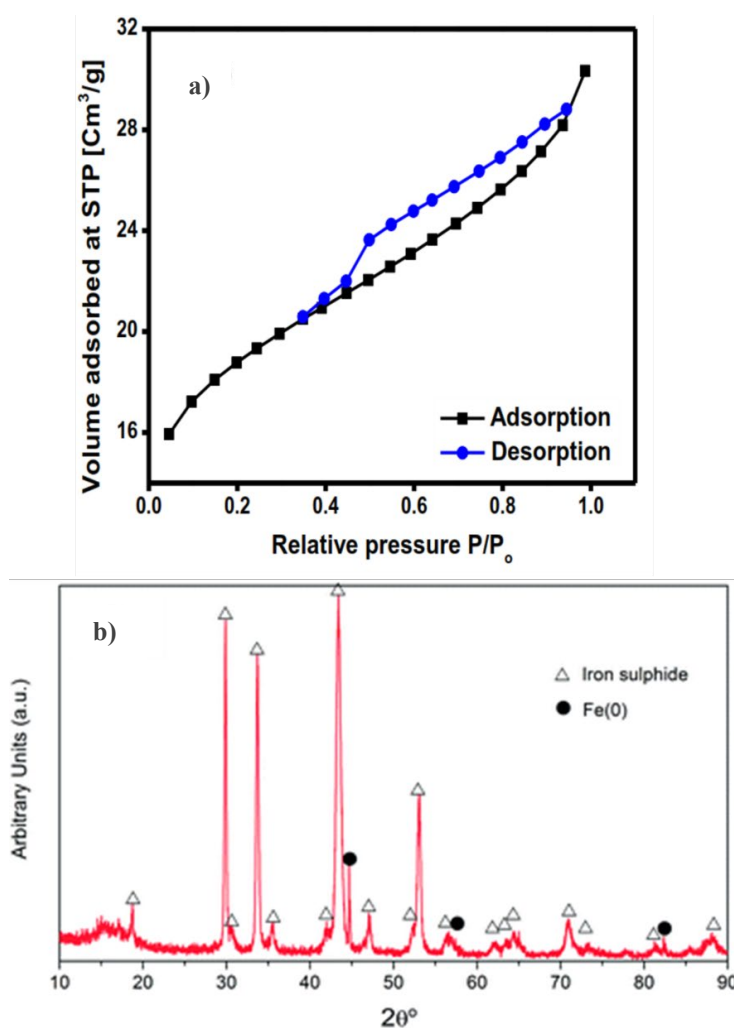 a)
Volume adsorbed at STP [Cm³/g]
32
28
24
20
16
0.0 0.2 0.4 0.6 0.8 1.0
Relative pressure P/Pₒ
Adsorption
Desorption
b)
Arbitrary Units (a.u.)
Iron sulphide
Fe(0)
10 20 30 40 50 60 70 80 90
2θ°